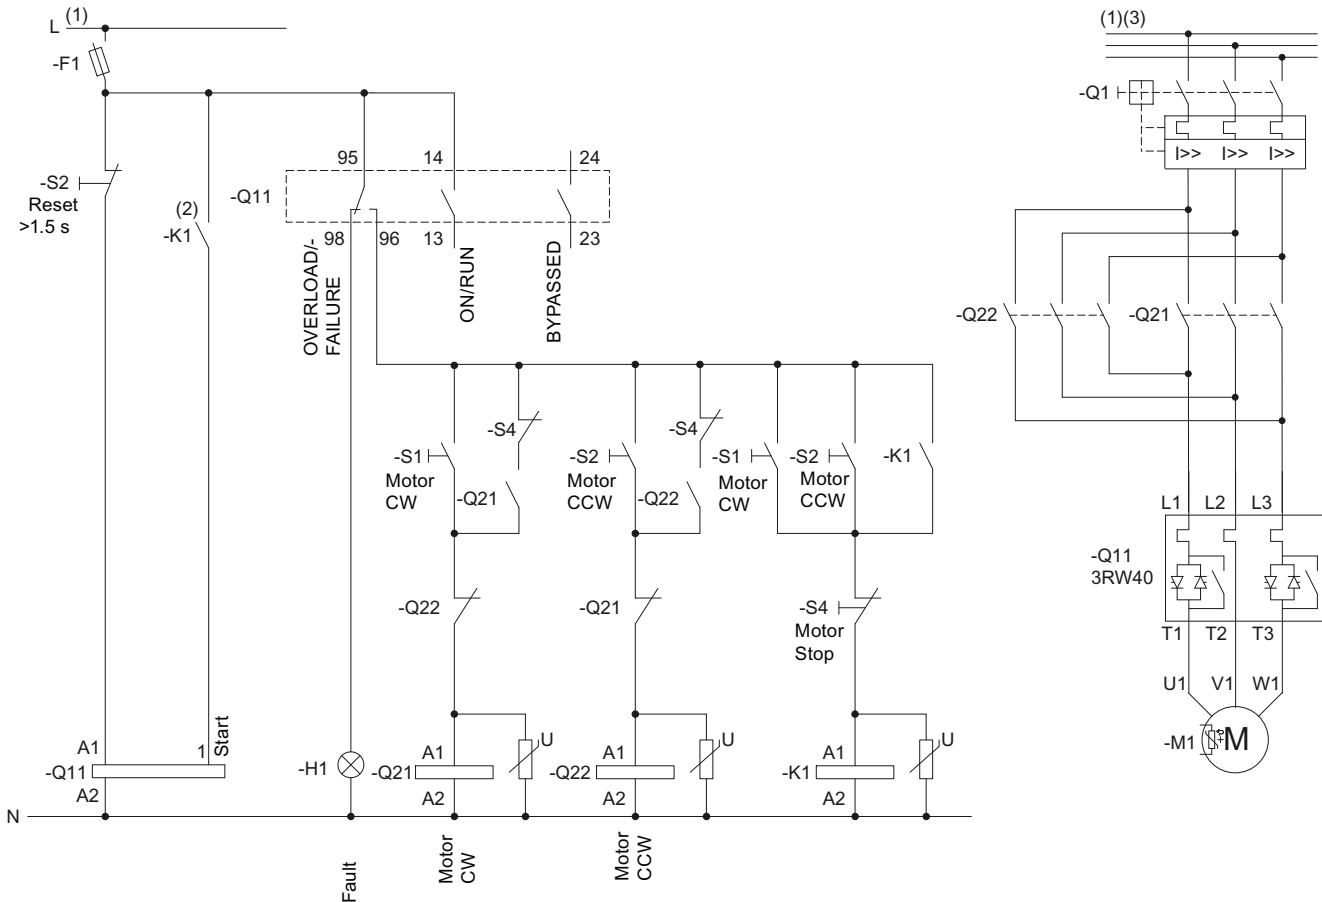 L (1)
-F1
-S2
Reset
>1.5 s
(2)
-K1
95
14
24
-Q11
98
96
13
23
OVERLOAD/-
FAILURE
ON/RUN
BYPASSED
-S4
-S4
-S1
Motor
CW
-Q21
-S2
Motor
CCW
-Q22
-S1
Motor
CW
-S2
Motor
CCW
-K1
-Q22
-Q21
-S4
Motor
Stop
A1
1
Start
-Q11
A2
-H1
A1
-Q21
A2
U
A1
-Q22
A2
U
A1
-K1
A2
U
N
Fault
Motor
CW
Motor
CCW
(1)(3)
-Q1
I>> I>> I>>
-Q22
-Q21
L1 L2 L3
-Q11
3RW40
T1 T2 T3
U1 V1 W1
-M1
M